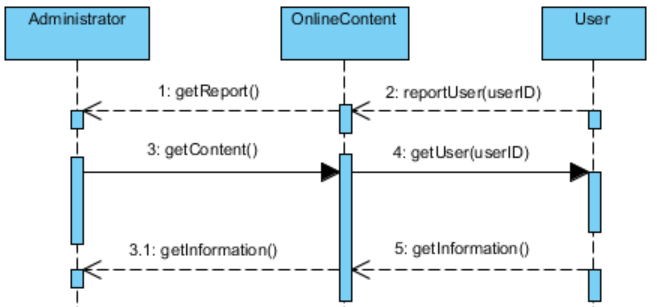 Administrator
OnlineContent
User
1: getReport()
2: reportUser(userID)
3: getContent()
4: getUser(userID)
3.1: getInformation()
5: getInformation()